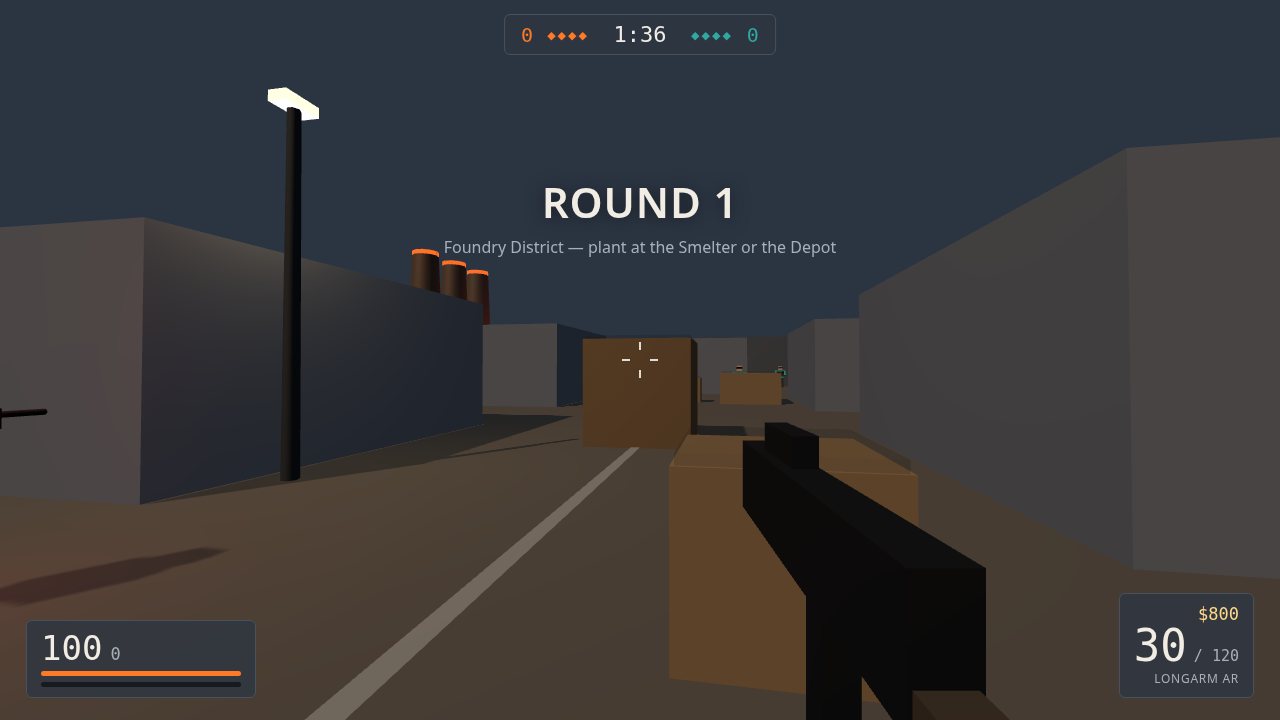 0 1:36 0
ROUND 1
Foundry District — plant at the Smelter or the Depot
100 0
$800
30 / 120
LONGARM AR